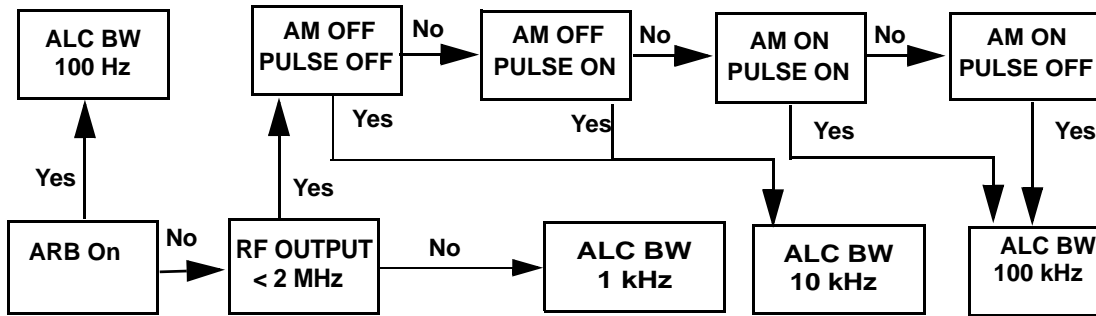 ALC BW
100 Hz
AM OFF
PULSE OFF
No
AM OFF
PULSE ON
No
AM ON
PULSE ON
No
AM ON
PULSE OFF
Yes
Yes
Yes
Yes
Yes
Yes
ARB On
No
RF OUTPUT
< 2 MHz
No
ALC BW
1 kHz
ALC BW
10 kHz
ALC BW
100 kHz